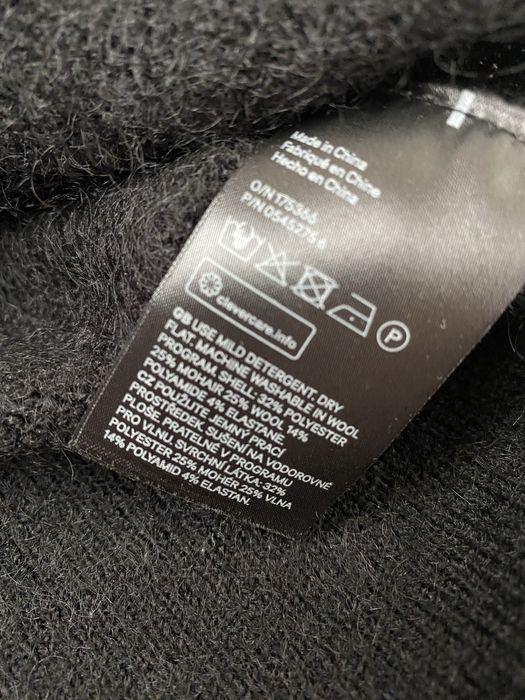 Made in China
Fabriqué en Chine
Hecho en China
O/N 175366
P/N 0545275 6
P
clevercare.info
GB USE MILD DETERGENT. DRY
FLAT. MACHINE WASHABLE IN WOOL
PROGRAM. SHELL: 32% POLYESTER
25% MOHAIR 25% WOOL 14%
POLYAMIDE 4% ELASTANE.
CZ POUŽIJTE JEMNÝ PRACÍ
PROSTŘEDEK. SUŠENÍ NA VODOROVNÉ
PLOŠE. PRATELNÉ V PROGRAMU
PRO VLNU. SVRCHNÍ LÁTKA: 32%
POLYESTER 25% MOHÉR 25% VLNA
14% POLYAMID 4% ELASTAN.